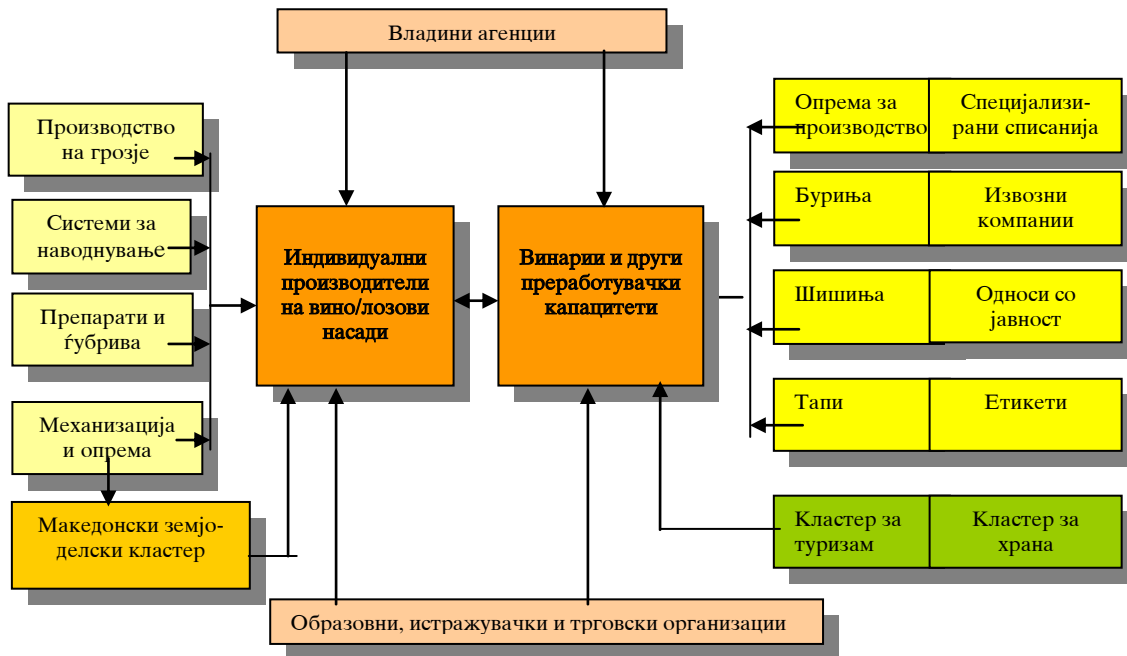 Владини агенции
Производство
на грозје
Системи за
наводнување
Препарати и
ѓубрива
Механизација
и опрема
Македонски земјо-
делски кластер
Индивидуални
производители
на вино/лозови
насади
Винарии и други
преработувачки
капацитети
Опрема за
производство
Специјализи-
рани списанија
Буриња
Извозни
компании
Шишиња
Односи со
јавност
Тапи
Етикети
Кластер за
туризам
Кластер за
храна
Образовни, истражувачки и трговски организации